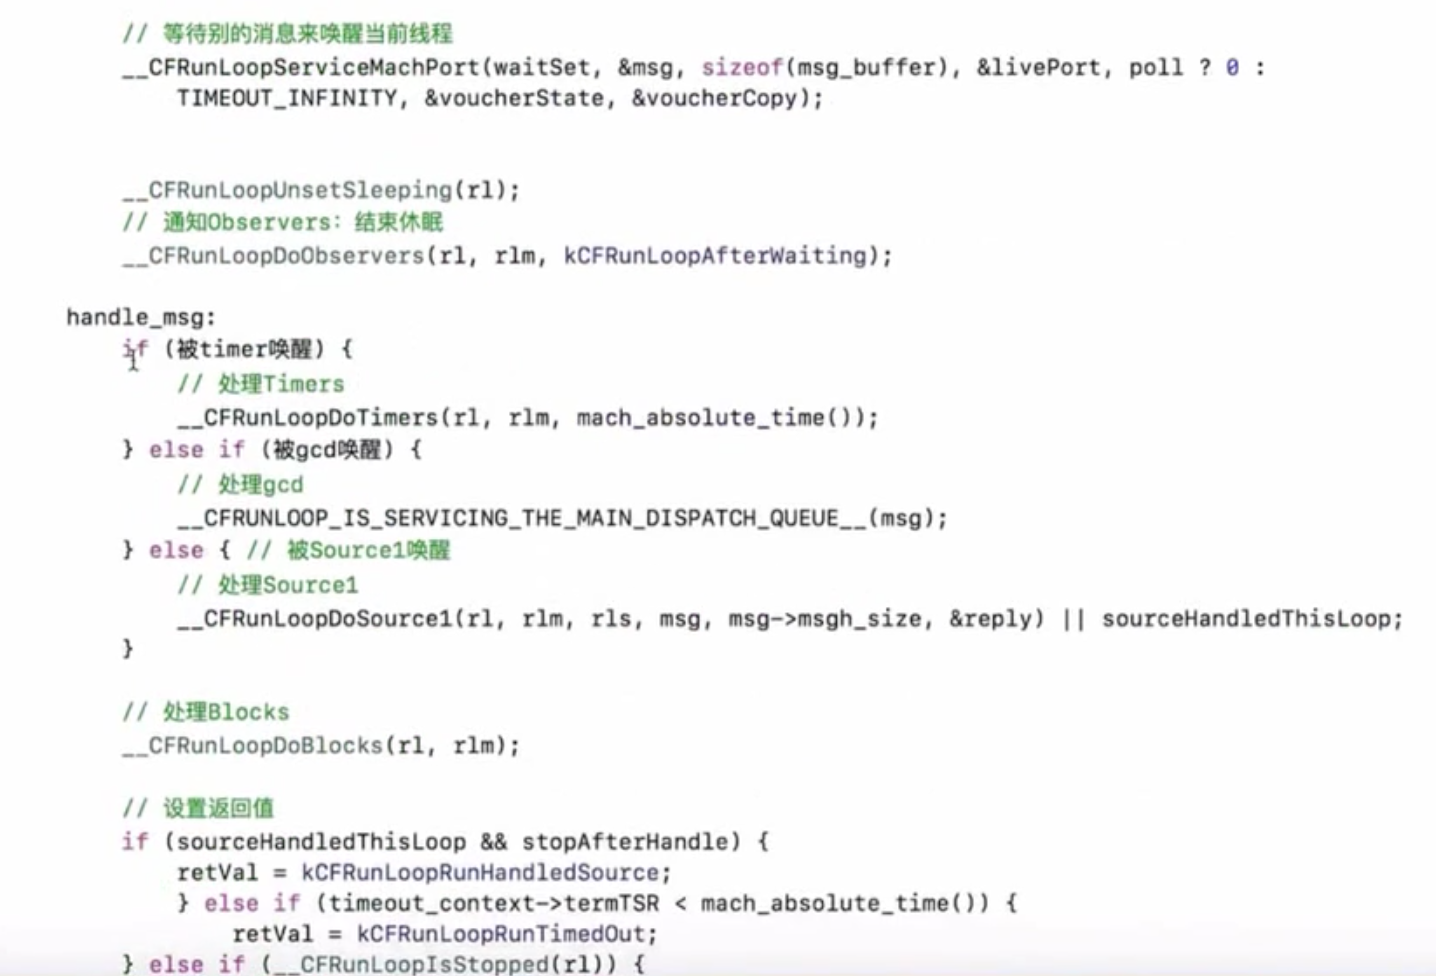 // 等待别的消息来唤醒当前线程
__CFRunLoopServiceMachPort(waitSet, &msg, sizeof(msg_buffer), &livePort, poll ? 0 :
TIMEOUT_INFINITY, &voucherState, &voucherCopy);
__CFRunLoopUnsetSleeping(rl);
// 通知Observers: 结束休眠
__CFRunLoopDoObservers(rl, rlm, kCFRunLoopAfterWaiting);
handle_msg:
if (被timer唤醒) {
// 处理Timers
__CFRunLoopDoTimers(rl, rlm, mach_absolute_time());
} else if (被gcd唤醒) {
// 处理gcd
__CFRUNLOOP_IS_SERVICING_THE_MAIN_DISPATCH_QUEUE__(msg);
} else { // 被Source1唤醒
// 处理Source1
__CFRunLoopDoSource1(rl, rlm, rls, msg, msg->msgh_size, &reply) || sourceHandledThisLoop;
}
// 处理Blocks
__CFRunLoopDoBlocks(rl, rlm);
// 设置返回值
if (sourceHandledThisLoop && stopAfterHandle) {
retVal = kCFRunLoopRunHandledSource;
} else if (timeout_context->termTSR < mach_absolute_time()) {
retVal = kCFRunLoopRunTimedOut;
} else if (__CFRunLoopIsStopped(rl)) {